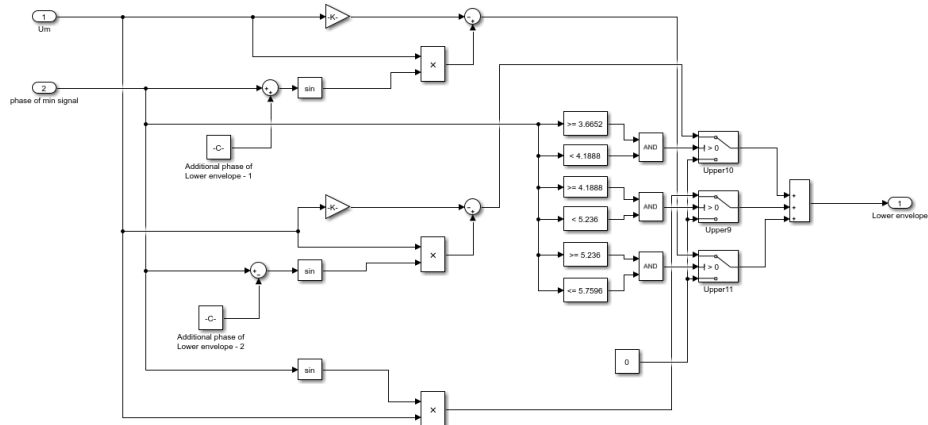 1
Um
-K-
+
-
×
2
phase of min signal
+
+
sin
-C-
Additional phase of
Lower envelope - 1
>= 3.6652
< 4.1888
AND
> 0
Upper10
-K-
-
+
>= 4.1888
< 5.236
AND
> 0
Upper9
+
+
+
1
Lower envelope
×
+
-
sin
>= 5.236
<= 5.7596
AND
> 0
Upper11
-C-
Additional phase of
Lower envelope - 2
0
sin
×